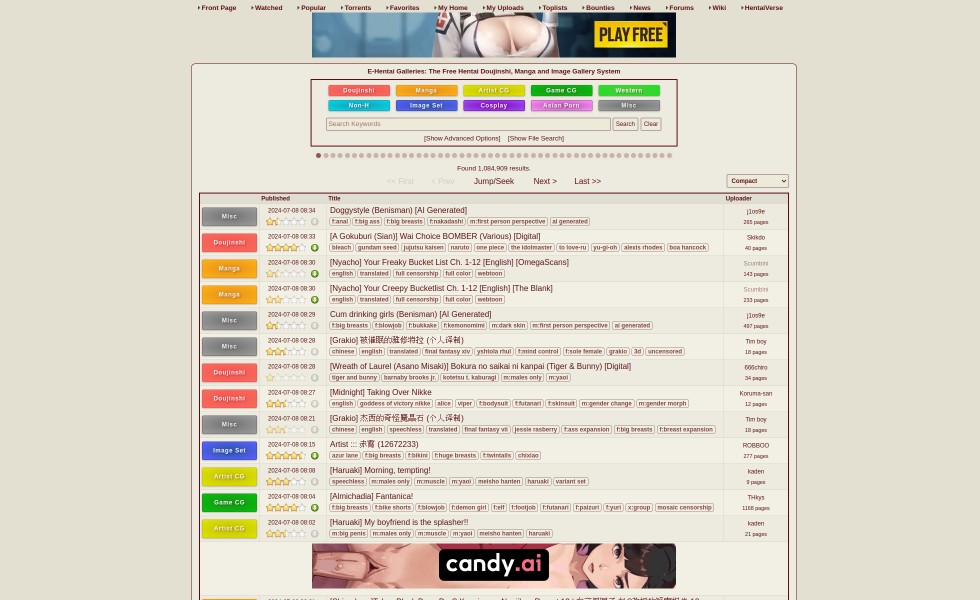 Front Page Watched Popular Torrents Favorites My Home My Uploads Toplists Bounties News Forums Wiki HentaiVerse
PLAY FREE
E-Hentai Galleries: The Free Hentai Doujinshi, Manga and Image Gallery System
Doujinshi Manga Artist CG Game CG Western
Non-H Image Set Cosplay Asian Porn Misc
Search Keywords Search Clear
[Show Advanced Options] [Show File Search]
Found 1,084,909 results.
<< First < Prev Jump/Seek Next > Last >> Compact
Published Title Uploader
Misc 2024-07-08 08:34 Doggystyle (Benisman) [AI Generated] j1os9e
f:anal f:big ass f:big breasts f:nakadashi m:first person perspective ai generated 265 pages
Doujinshi 2024-07-08 08:33 [A Gokuburi (Sian)] Wai Choice BOMBER (Various) [Digital] Skikdo
bleach gundam seed jujutsu kaisen naruto one piece the idolmaster to love-ru yu-gi-oh alexis rhodes boa hancock 40 pages
Manga 2024-07-08 08:30 [Nyacho] Your Freaky Bucket List Ch. 1-12 [English] [OmegaScans] Scumbini
english translated full censorship full color webtoon 143 pages
Manga 2024-07-08 08:30 [Nyacho] Your Creepy Bucketlist Ch. 1-12 [English] [The Blank] Scumbini
english translated full censorship full color webtoon 233 pages
Misc 2024-07-08 08:29 Cum drinking girls (Benisman) [AI Generated] j1os9e
f:big breasts f:blowjob f:bukkake f:kemonomimi m:dark skin m:first person perspective ai generated 497 pages
Misc 2024-07-08 08:28 [Grakio] 被催眠的雅修特拉 (个人译制) Tim boy
chinese english translated final fantasy xiv yshtola rhul f:mind control f:sole female grakio 3d uncensored 18 pages
Doujinshi 2024-07-08 08:28 [Wreath of Laurel (Asano Misaki)] Bokura no saikai ni kanpai (Tiger & Bunny) [Digital] 666chiro
tiger and bunny barnaby brooks jr. kotetsu t. kaburagi m:males only m:yaoi 34 pages
Doujinshi 2024-07-08 08:27 [Midnight] Taking Over Nikke Koruma-san
english goddess of victory nikke alice viper f:bodysuit f:futanari f:skinsuit m:gender change m:gender morph 12 pages
Misc 2024-07-08 08:21 [Grakio] 杰西的奇怪魔晶石 (个人译制) Tim boy
chinese english speechless translated final fantasy vii jessie rasberry f:ass expansion f:big breasts f:breast expansion 18 pages
Image Set 2024-07-08 08:15 Artist ::: 赤鳶 (12672233) ROBBOO
azur lane f:big breasts f:bikini f:huge breasts f:twintails chixiao 277 pages
Artist CG 2024-07-08 08:08 [Haruaki] Morning, tempting! kaden
speechless m:males only m:muscle m:yaoi meisho hanten haruaki variant set 9 pages
Game CG 2024-07-08 08:04 [Almichadia] Fantanica! THkys
f:big breasts f:bike shorts f:blowjob f:demon girl f:elf f:footjob f:futanari f:paizuri f:yuri x:group mosaic censorship 1168 pages
Artist CG 2024-07-08 08:02 [Haruaki] My boyfriend is the splasher!! kaden
m:big penis m:males only m:muscle m:yaoi meisho hanten haruaki 21 pages
candy.ai